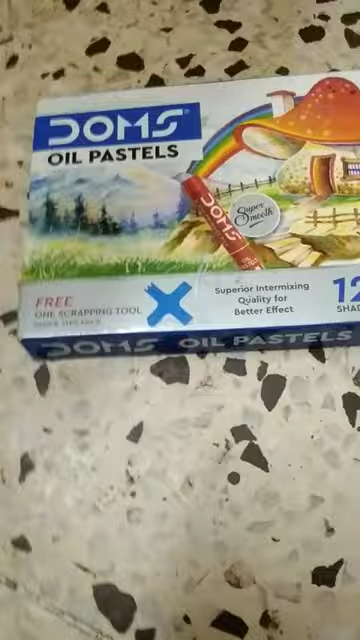 DOMS®
OIL PASTELS
DOMS
Super
Smooth
FREE
ONE SCRAPPING TOOL
Superior Intermixing
Quality for
Better Effect
12
DOMS OIL PASTELS